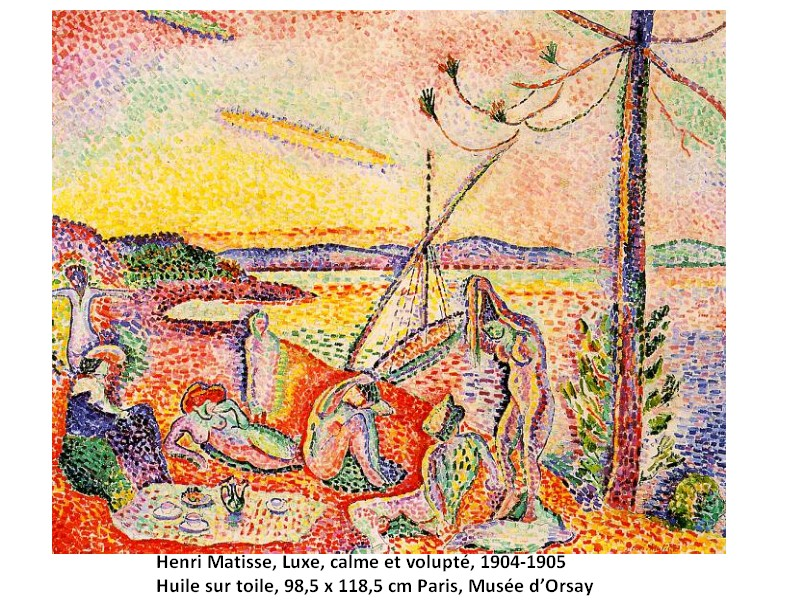 Henri Matisse, Luxe, calme et volupté, 1904-1905
Huile sur toile, 98,5 x 118,5 cm Paris, Musée d’Orsay